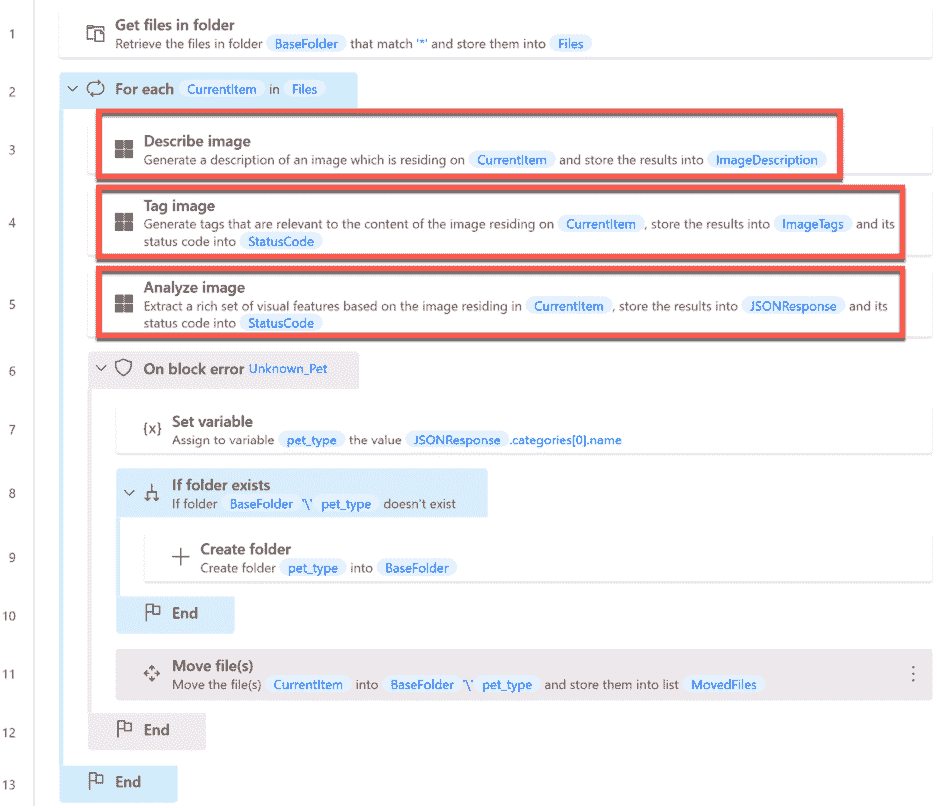 1
Get files in folder
Retrieve the files in folder BaseFolder that match '*' and store them into Files
2
For each CurrentItem in Files
3
Describe image
Generate a description of an image which is residing on CurrentItem and store the results into ImageDescription
4
Tag image
Generate tags that are relevant to the content of the image residing on CurrentItem , store the results into ImageTags and its
status code into StatusCode
5
Analyze image
Extract a rich set of visual features based on the image residing in CurrentItem , store the results into JSONResponse and its
status code into StatusCode
6
On block error Unknown_Pet
7
{x} Set variable
Assign to variable pet_type the value JSONResponse .categories[0].name
8
If folder exists
If folder BaseFolder '\' pet_type doesn't exist
9
Create folder
Create folder pet_type into BaseFolder
10
End
11
Move file(s)
Move the file(s) CurrentItem into BaseFolder '\' pet_type and store them into list MovedFiles
12
End
13
End